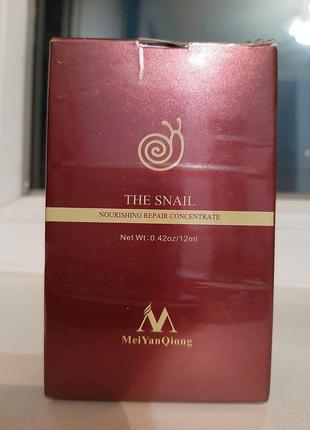 THE SNAIL
NOURISHING REPAIR CONCENTRATE
Net Wt: 0.42oz/12ml
MeiYanQiong